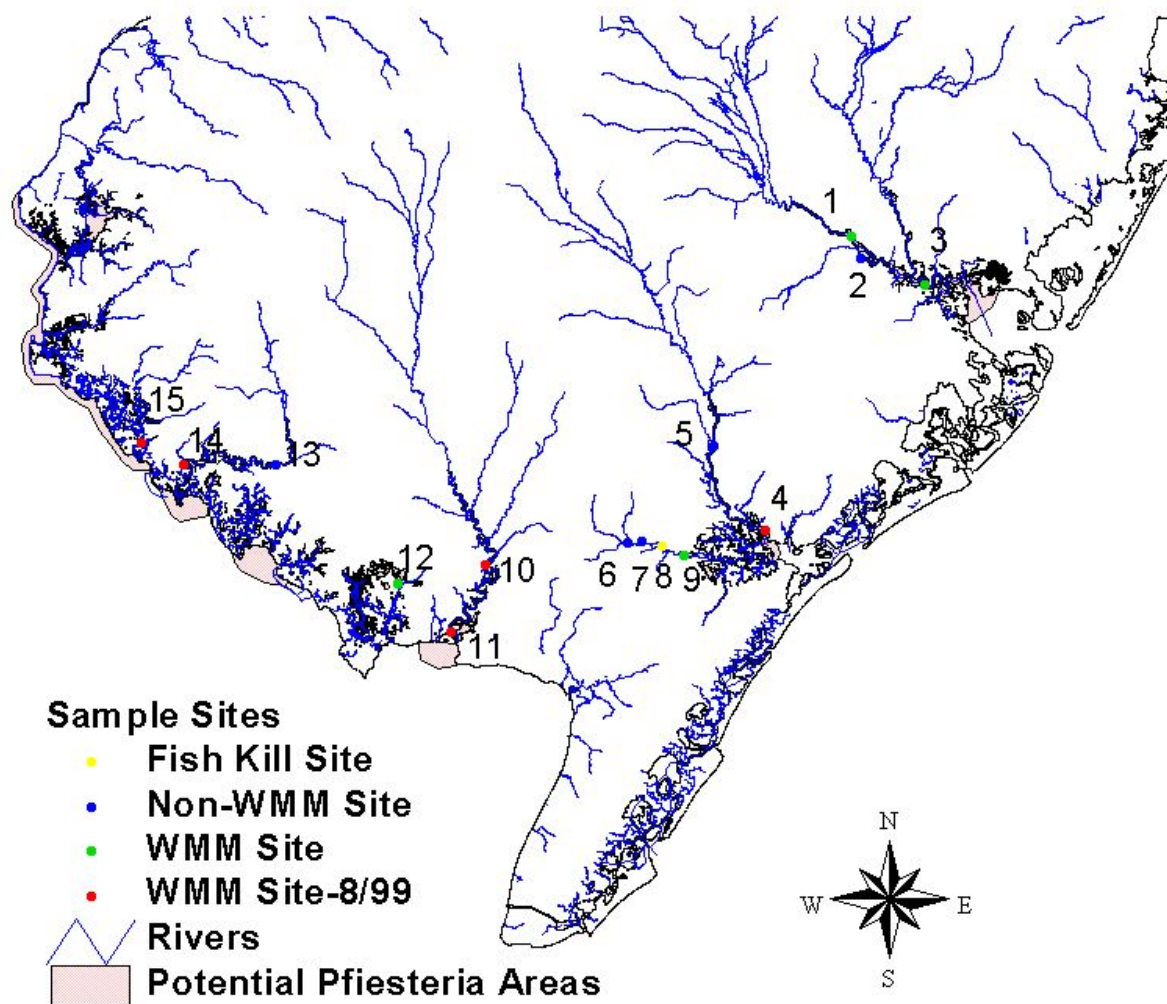 1
3
2
5
4
15
14
13
6
7
8
9
10
12
11
Sample Sites
Fish Kill Site
Non-WMM Site
WMM Site
WMM Site-8/99
Rivers
Potential Pfiesteria Areas
N
W
E
S